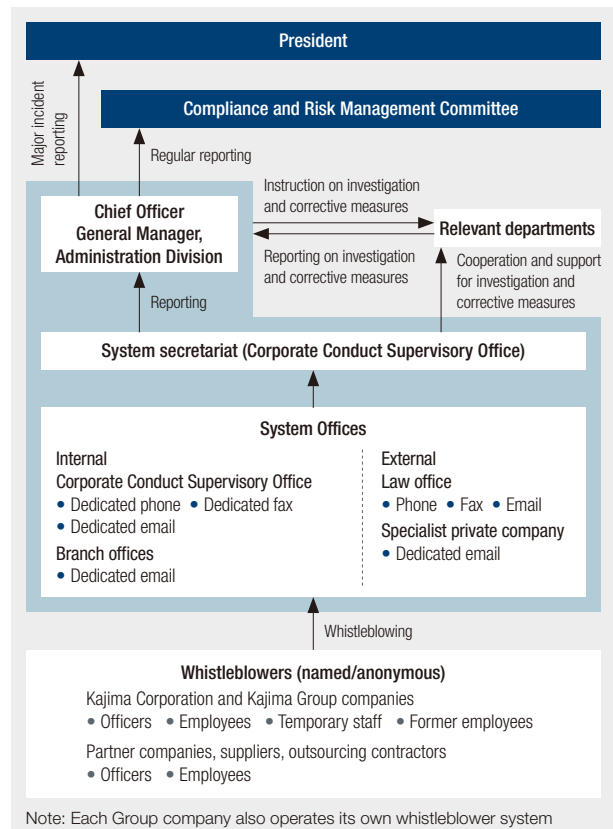 President
Major incident
reporting
Compliance and Risk Management Committee
Regular reporting
Chief Officer
General Manager,
Administration Division
Instruction on investigation
and corrective measures
Relevant departments
Reporting on investigation
and corrective measures
Cooperation and support
for investigation and
corrective measures
Reporting
System secretariat (Corporate Conduct Supervisory Office)
System Offices
Internal
Corporate Conduct Supervisory Office
• Dedicated phone • Dedicated fax
• Dedicated email
Branch offices
• Dedicated email
External
Law office
• Phone • Fax • Email
Specialist private company
• Dedicated email
Whistleblowing
Whistleblowers (named/anonymous)
Kajima Corporation and Kajima Group companies
• Officers • Employees • Temporary staff • Former employees
Partner companies, suppliers, outsourcing contractors
• Officers • Employees
Note: Each Group company also operates its own whistleblower system